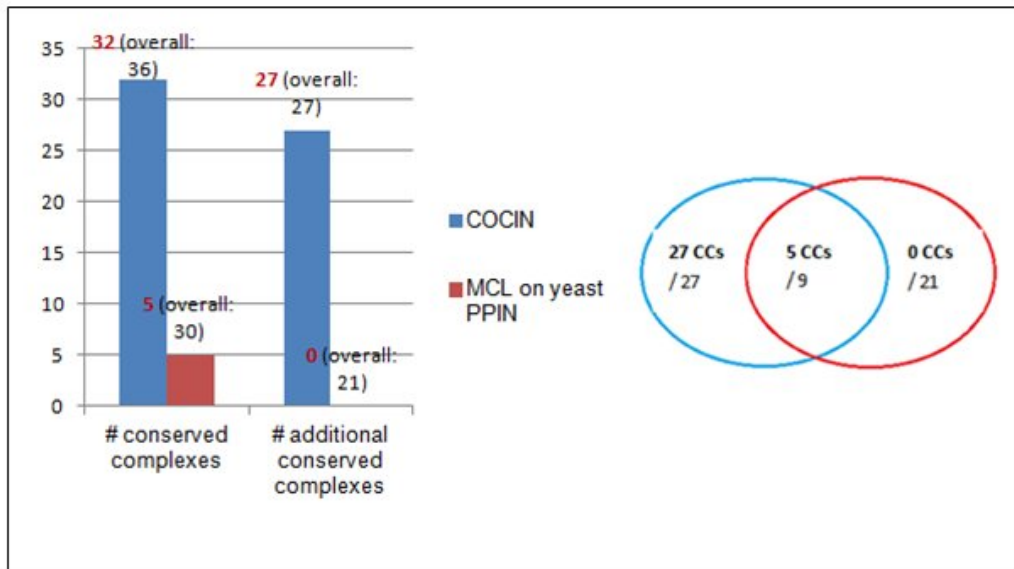 32 (overall:
36)
27 (overall:
27)
35
30
25
20
15
10
5
0
5 (overall:
30)
0 (overall:
21)
# conserved
complexes
# additional
conserved
complexes
COCIN
MCL on yeast
PPIN
27 CCs
/ 27
5 CCs
/ 9
0 CCs
/ 21